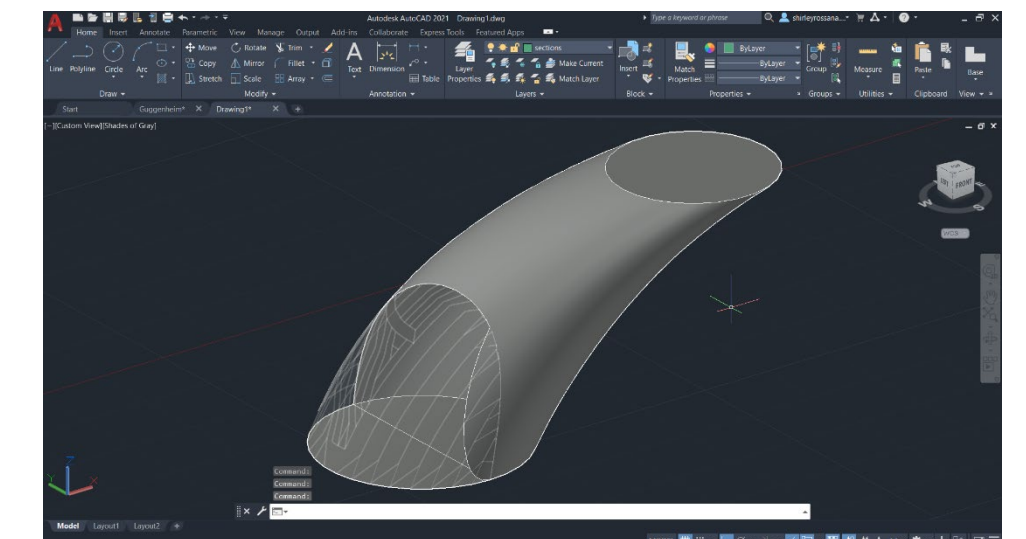 Autodesk AutoCAD 2021 Drawing1.dwg Type a keyword or phrase shirleyrossana...
Home Insert Annotate Parametric View Manage Output Add-ins Collaborate Express Tools Featured Apps
Line Polyline Circle Arc Move Rotate Trim Text Dimension Layer Properties sections Insert Match Properties ByLayer Group Measure Paste Base
Copy Mirror Fillet Make Current ByLayer
Stretch Scale Array Table Match Layer ByLayer
Draw Modify Annotation Layers Block Properties Groups Utilities Clipboard View
Start Guggenheim* Drawing1*
[-][Custom View][Shades of Gray]
TOP
FRONT
W S
WCS
Z
Y X
Command:
Command:
Command:
Model Layout1 Layout2